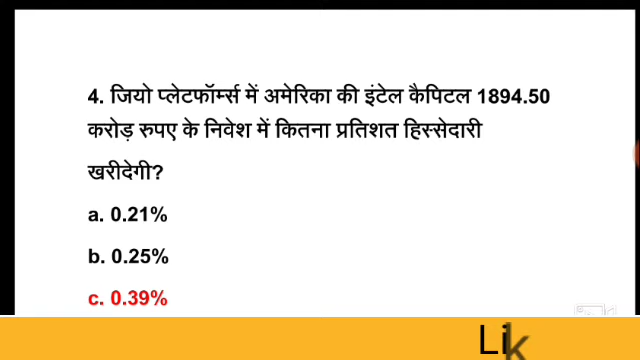 4. जियो प्लेटफॉर्म्स में अमेरिका की इंटेल कैपिटल 1894.50
करोड़ रुपए के निवेश में कितना प्रतिशत हिस्सेदारी
खरीदेगी?
a. 0.21%
b. 0.25%
c. 0.39%
Lik